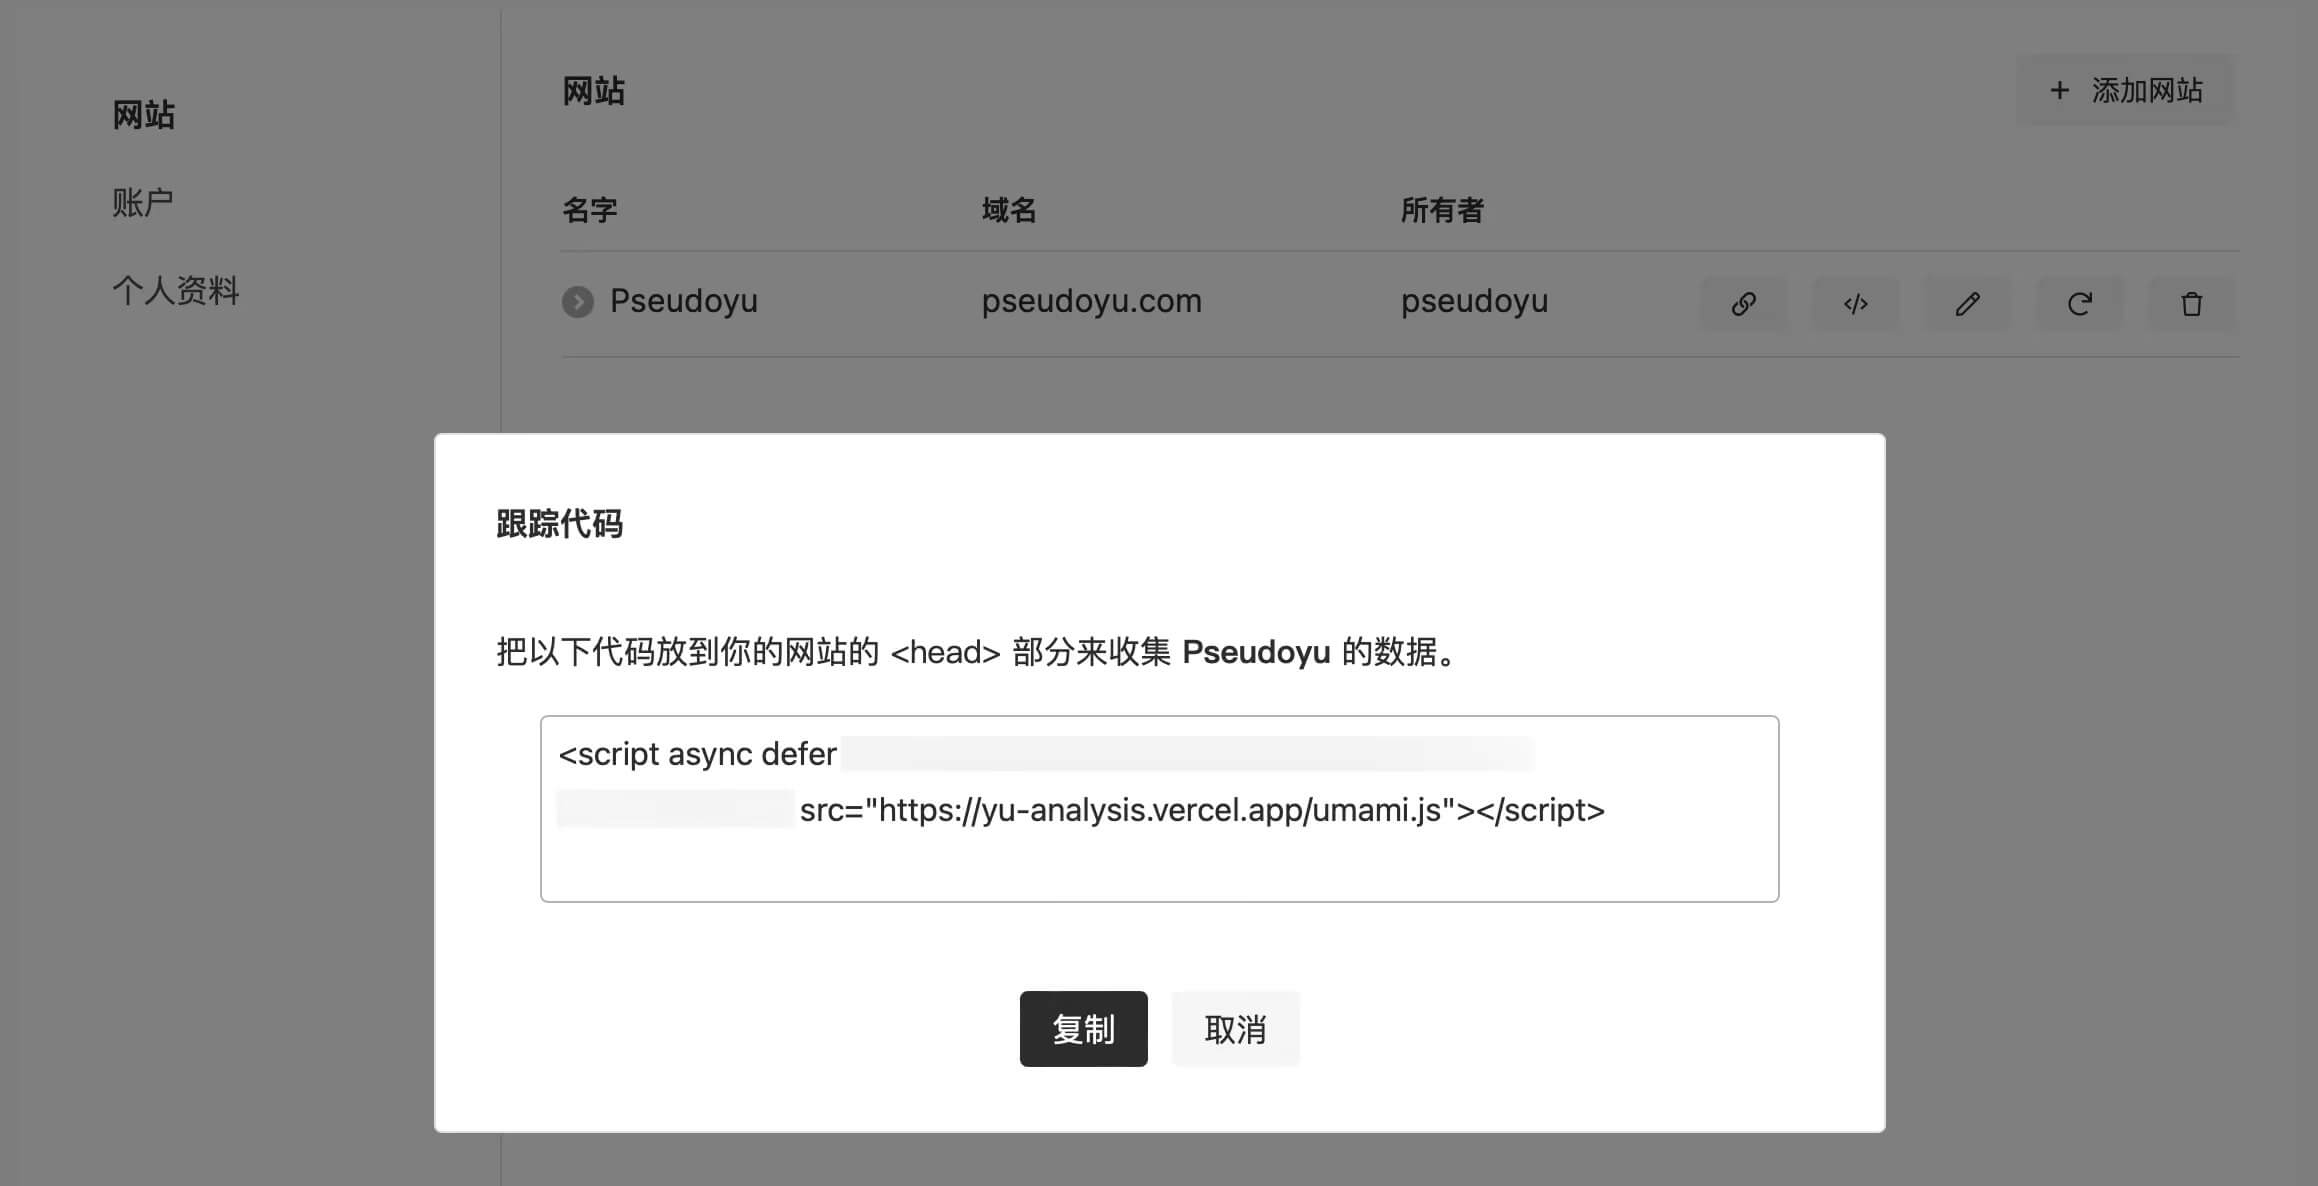 网站
账户
个人资料
网站
+ 添加网站
名字 域名 所有者
Pseudoyu pseudoyu.com pseudoyu
跟踪代码
把以下代码放到你的网站的 <head> 部分来收集 Pseudoyu 的数据。
<script async defer
src="https://yu-analysis.vercel.app/umami.js"></script>
复制 取消